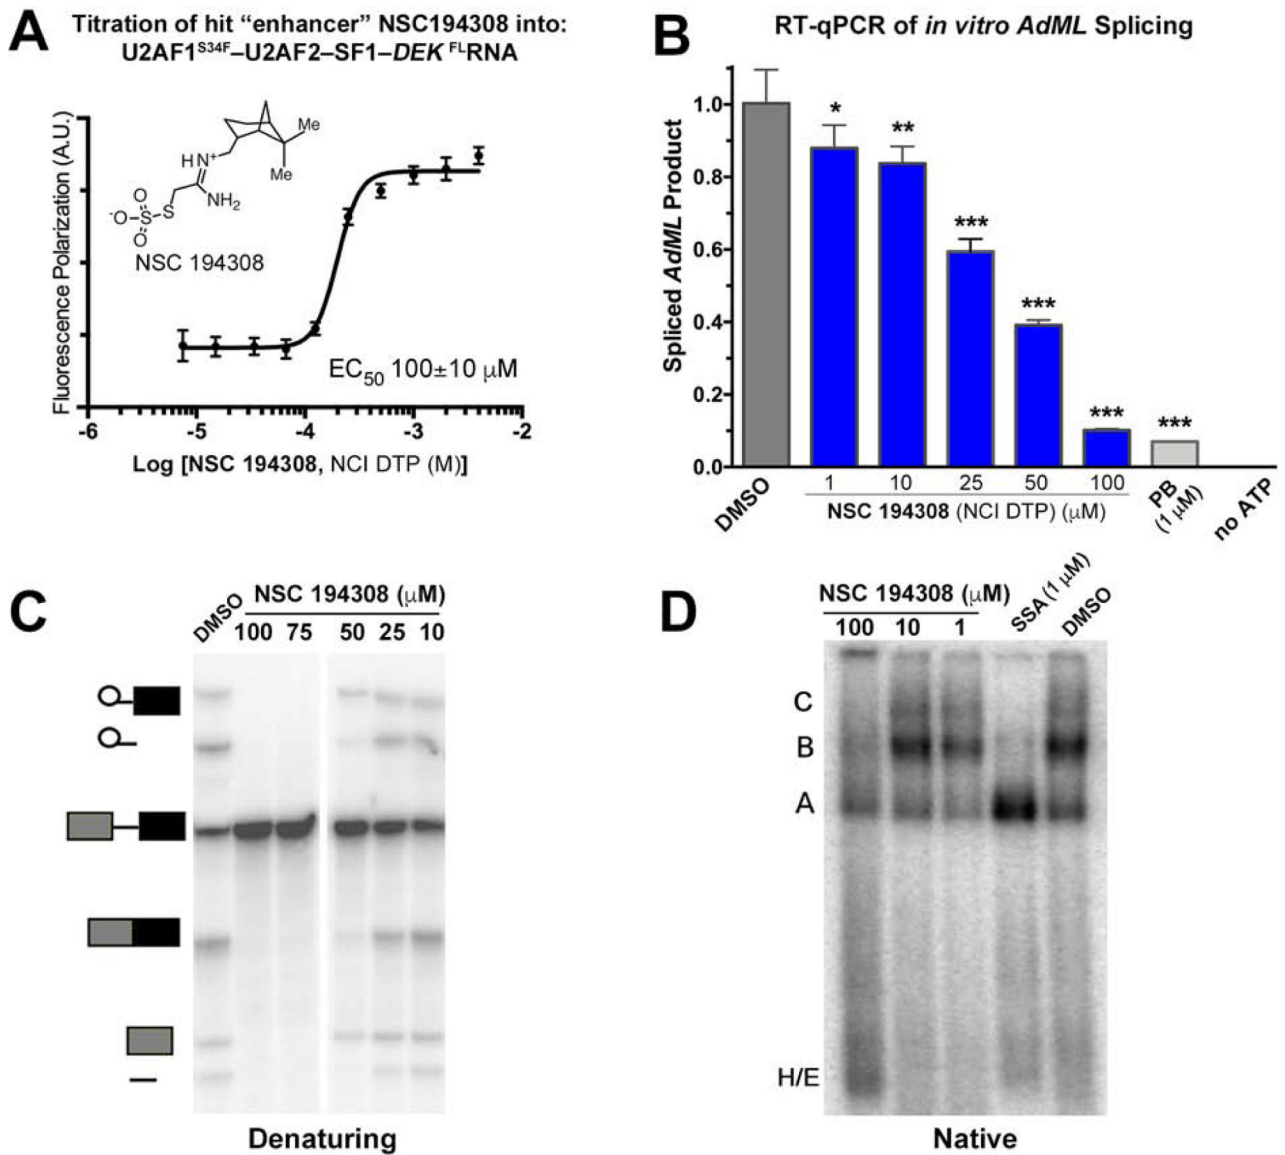 A
Titration of hit “enhancer” NSC194308 into:
U2AF1S34F–U2AF2–SF1–DEK FLRNA
Fluorescence Polarization (A.U.)
Me
Me
HN+
NH2
O
-O
S
S
O
NSC 194308
EC50 100±10 μM
-6 -5 -4 -3 -2
Log [NSC 194308, NCI DTP (M)]
B
RT-qPCR of in vitro AdML Splicing
Spliced AdML Product
1.0
0.8
0.6
0.4
0.2
0.0
* ** *** *** *** ***
DMSO
1 10 25 50 100
NSC 194308 (NCI DTP) (μM)
PB
(1 μM)
no ATP
C
DMSO
NSC 194308 (μM)
100 75 50 25 10
Denaturing
D
NSC 194308 (μM)
100 10 1
SSA (1 μM)
DMSO
C
B
A
H/E
Native